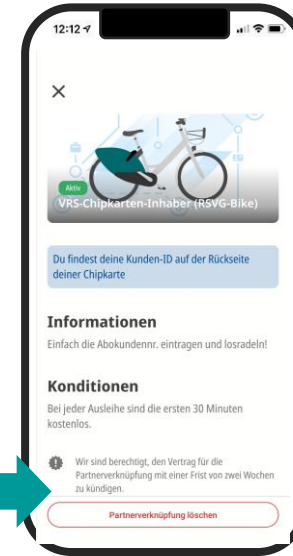 12:12
Aktiv
VRS-Chipkarten-Inhaber (RSVG-Bike)
Du findest deine Kunden-ID auf der Rückseite
deiner Chipkarte
Informationen
Einfach die Abokundennr. eintragen und losradeln!
Konditionen
Bei jeder Ausleihe sind die ersten 30 Minuten
kostenlos.
Wir sind berechtigt, den Vertrag für die
Partnerverknüpfung mit einer Frist von zwei Wochen
zu kündigen.
Partnerverknüpfung löschen